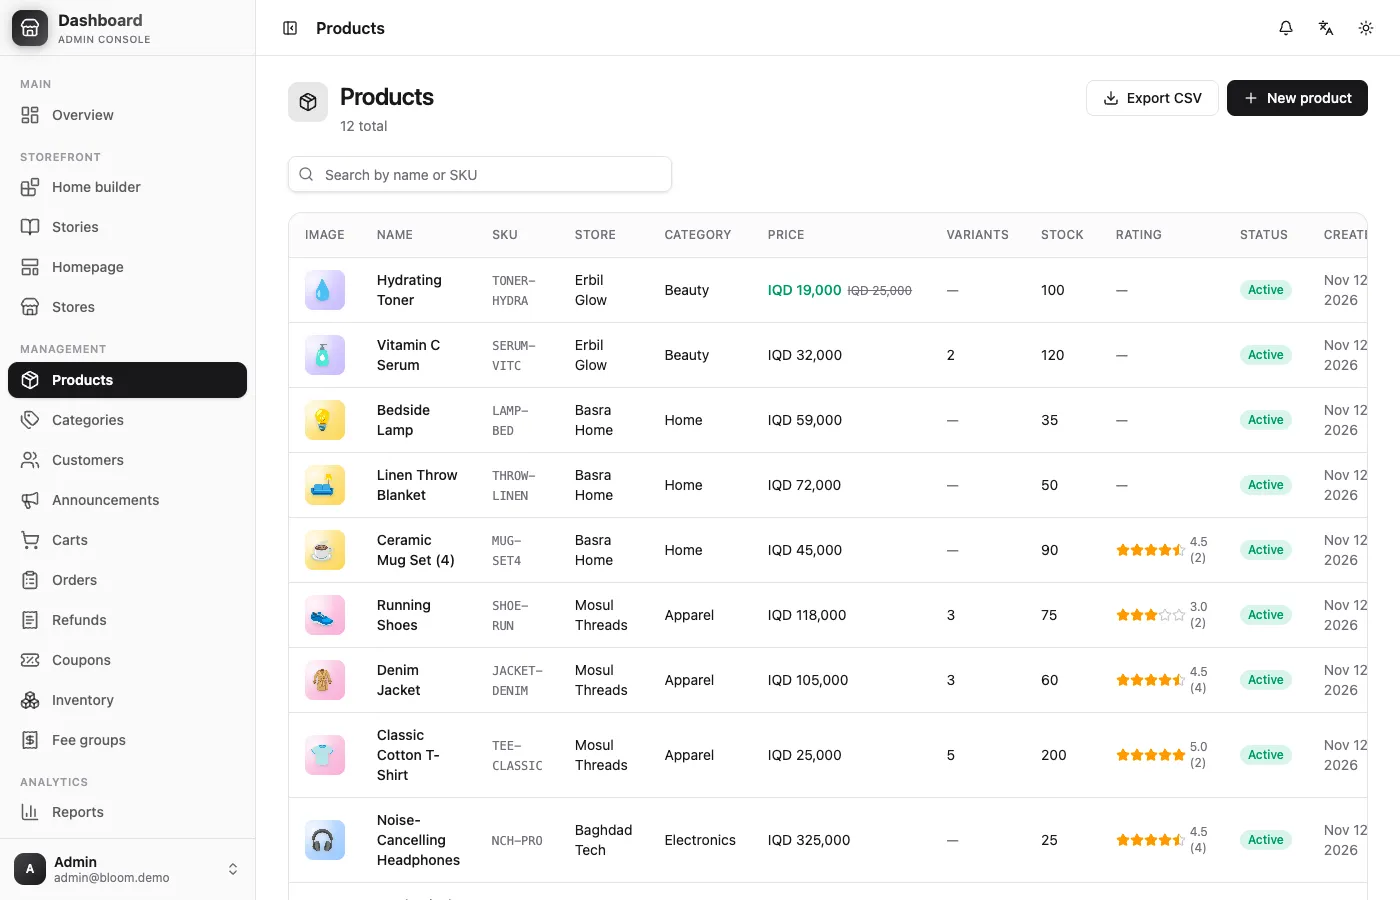 Dashboard
ADMIN CONSOLE
MAIN
Overview
STOREFRONT
Home builder
Stories
Homepage
Stores
MANAGEMENT
Products
Categories
Customers
Announcements
Carts
Orders
Refunds
Coupons
Inventory
Fee groups
ANALYTICS
Reports
A
Admin
admin@bloom.demo
Products
Products
12 total
Export CSV
New product
Search by name or SKU
IMAGE NAME SKU STORE CATEGORY PRICE VARIANTS STOCK RATING STATUS CREATE
Hydrating Toner TONER-HYDRA Erbil Glow Beauty IQD 19,000 IQD 25,000 — 100 — Active Nov 12 2026
Vitamin C Serum SERUM-VITC Erbil Glow Beauty IQD 32,000 2 120 — Active Nov 12 2026
Bedside Lamp LAMP-BED Basra Home Home IQD 59,000 — 35 — Active Nov 12 2026
Linen Throw Blanket THROW-LINEN Basra Home Home IQD 72,000 — 50 — Active Nov 12 2026
Ceramic Mug Set (4) MUG-SET4 Basra Home Home IQD 45,000 — 90 4.5 (2) Active Nov 12 2026
Running Shoes SHOE-RUN Mosul Threads Apparel IQD 118,000 3 75 3.0 (2) Active Nov 12 2026
Denim Jacket JACKET-DENIM Mosul Threads Apparel IQD 105,000 3 60 4.5 (4) Active Nov 12 2026
Classic Cotton T-Shirt TEE-CLASSIC Mosul Threads Apparel IQD 25,000 5 200 5.0 (2) Active Nov 12 2026
Noise-Cancelling Headphones NCH-PRO Baghdad Tech Electronics IQD 325,000 — 25 4.5 (4) Active Nov 12 2026